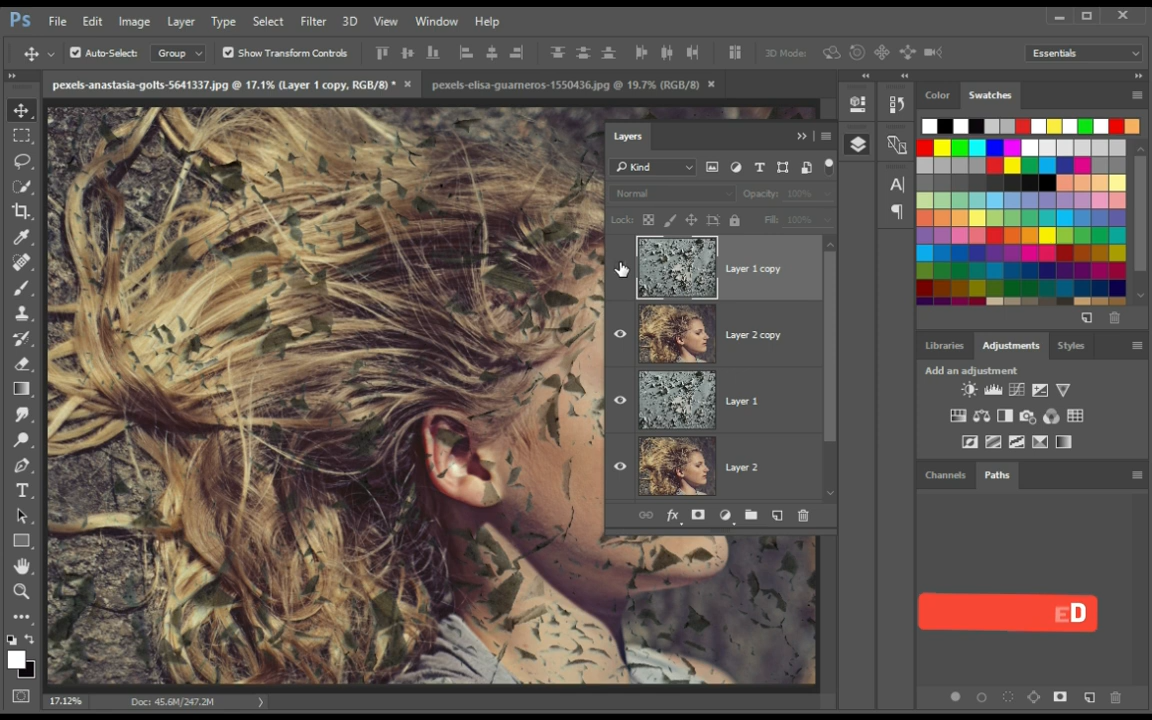 Ps File Edit Image Layer Type Select Filter 3D View Window Help
Auto-Select: Group Show Transform Controls 3D Mode: Essentials
pexels-anastasia-golts-5641337.jpg @ 17.1% (Layer 1 copy, RGB/8) * × pexels-elisa-guarneros-1550436.jpg @ 19.7% (RGB/8) ×
Color Swatches
Layers
Kind
Normal Opacity: 100%
Lock: Fill: 100%
Layer 1 copy
Layer 2 copy
Layer 1
Layer 2
fx
Libraries Adjustments Styles
Add an adjustment
Channels Paths
ED
17.12% Doc: 45.6M/247.2M